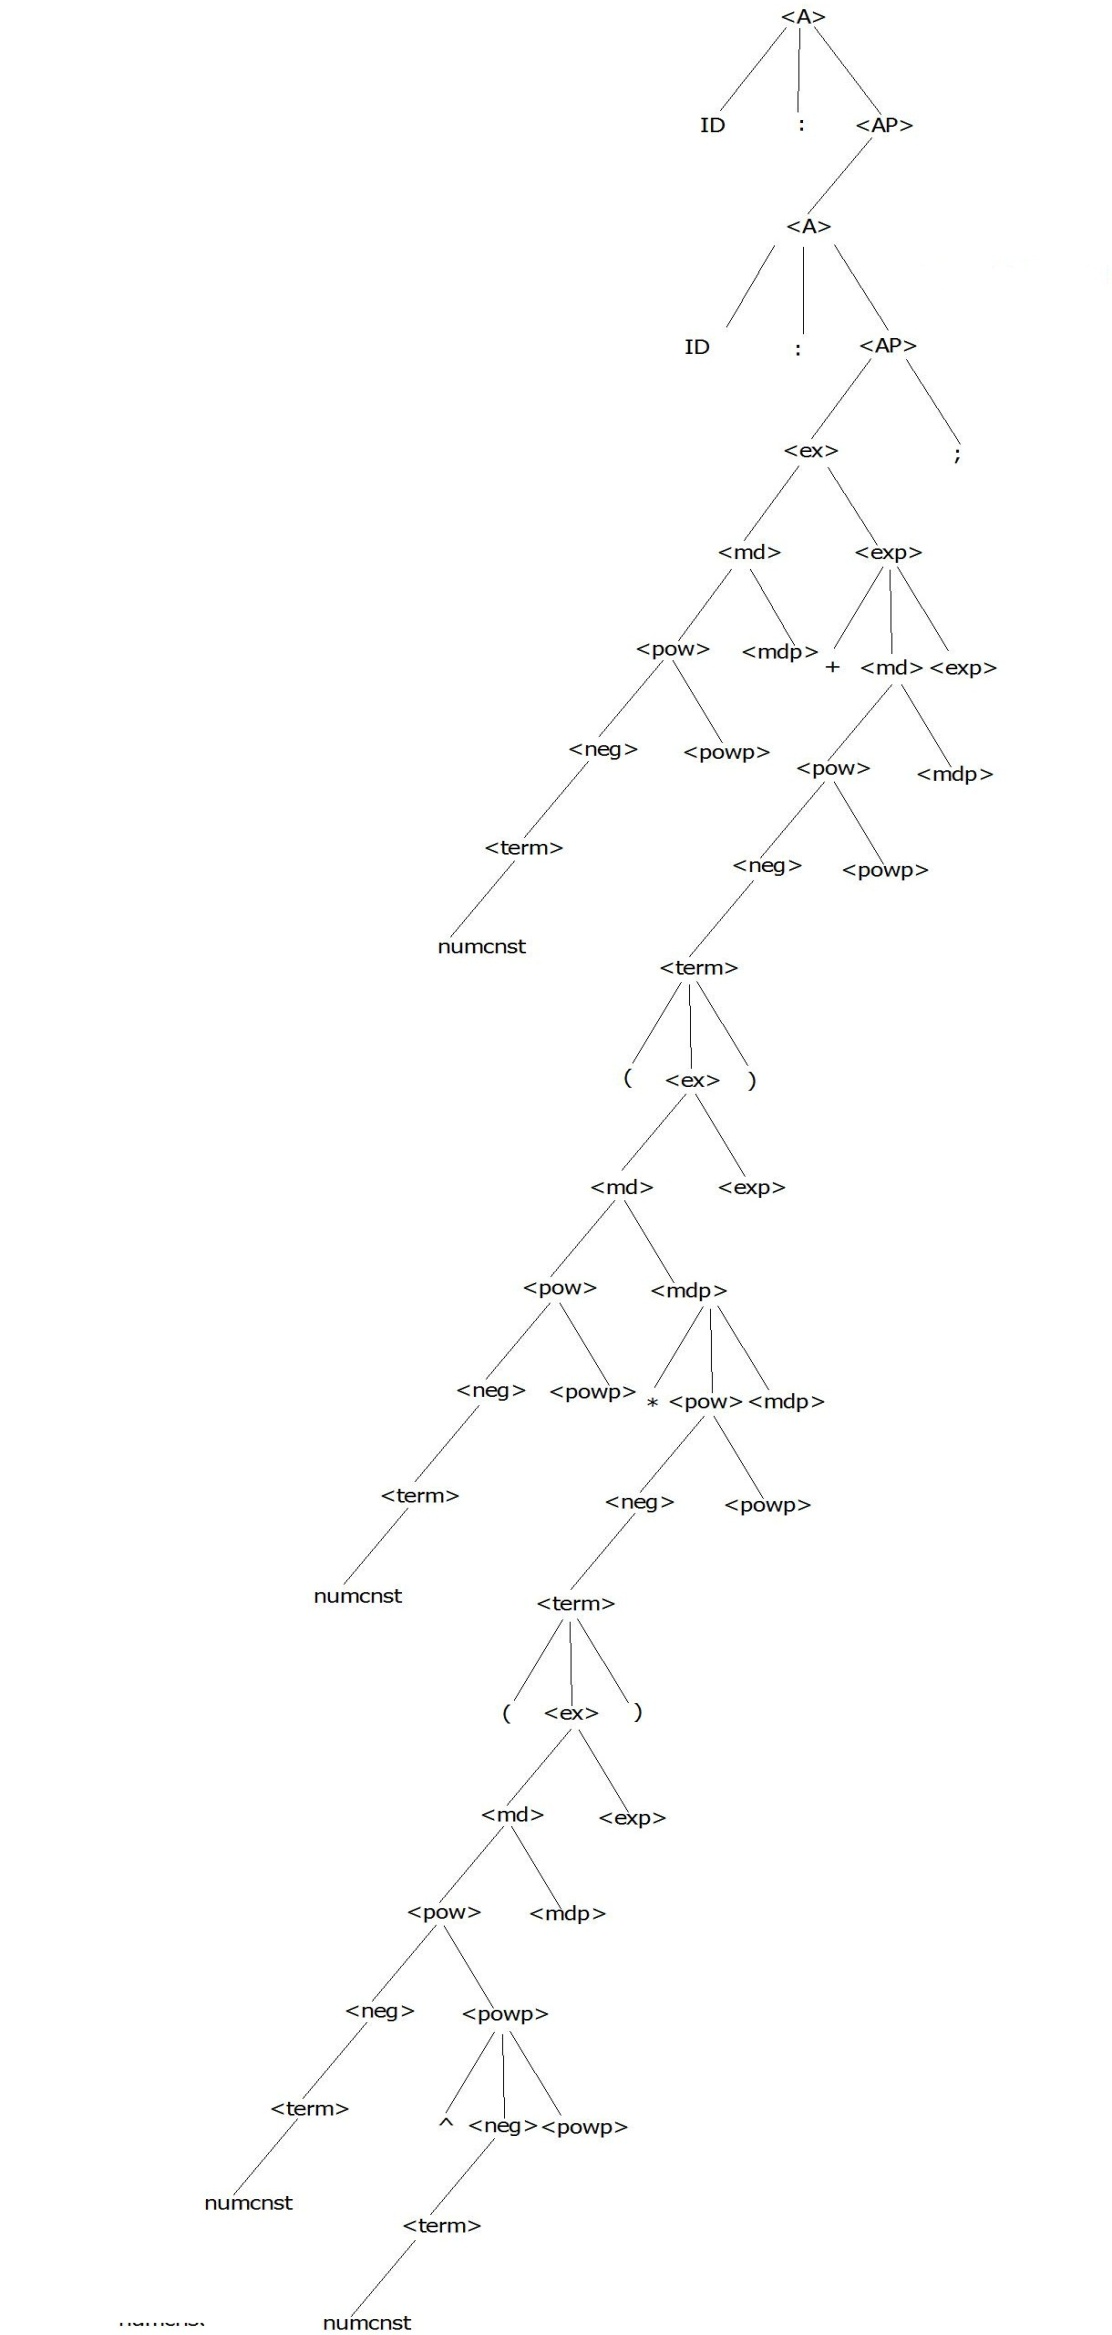 <A>
ID : <AP>
<A>
ID : <AP>
<ex> ;
<md> <exp>
<pow> <mdp> + <md> <exp>
<neg> <powp> <pow> <mdp>
<term> <neg> <powp>
numcnst <term>
( <ex> )
<md> <exp>
<pow> <mdp>
<neg> <powp> * <pow> <mdp>
<term> <neg> <powp>
numcnst <term>
( <ex> )
<md> <exp>
<pow> <mdp>
<neg> <powp>
<term> ^ <neg> <powp>
numcnst <term>
numcnst